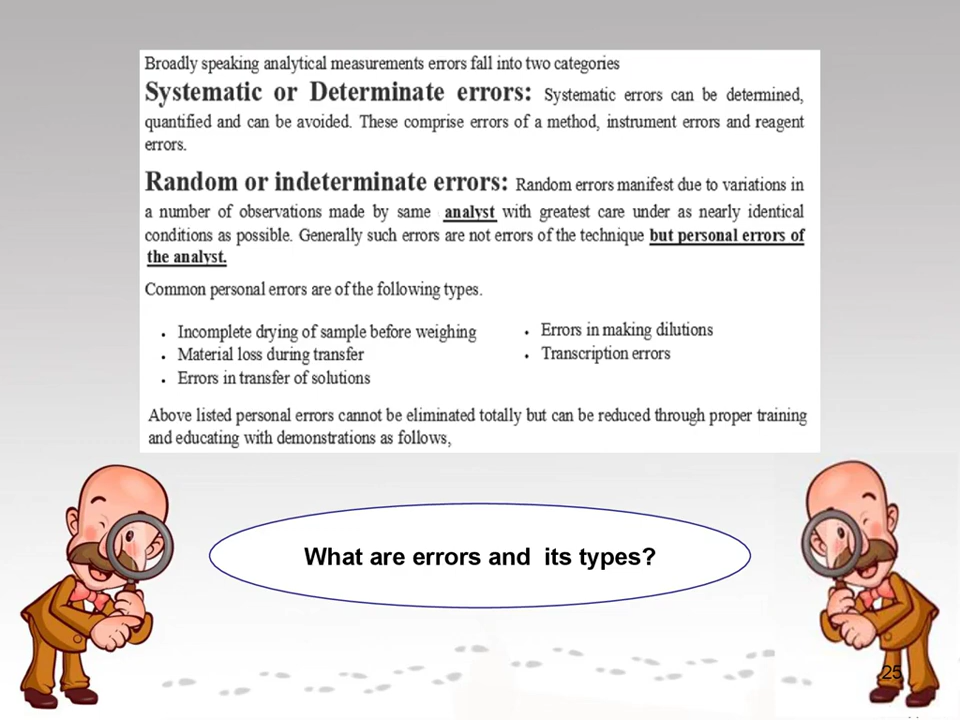 Broadly speaking analytical measurements errors fall into two categories
Systematic or Determinate errors: Systematic errors can be determined,
quantified and can be avoided. These comprise errors of a method, instrument errors and reagent
errors.
Random or indeterminate errors: Random errors manifest due to variations in
a number of observations made by same analyst with greatest care under as nearly identical
conditions as possible. Generally such errors are not errors of the technique but personal errors of
the analyst.
Common personal errors are of the following types.
• Incomplete drying of sample before weighing
• Material loss during transfer
• Errors in transfer of solutions
• Errors in making dilutions
• Transcription errors
Above listed personal errors cannot be eliminated totally but can be reduced through proper training
and educating with demonstrations as follows,
What are errors and its types?
25